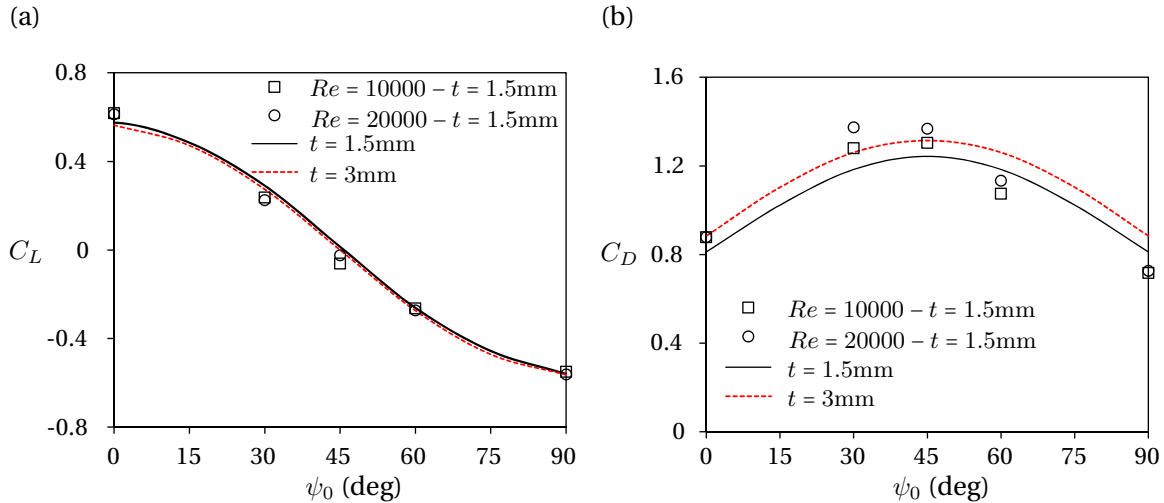 (a)
(b)
0.8
0.4
0
-0.4
-0.8
C_L
Re = 10000 – t = 1.5mm
Re = 20000 – t = 1.5mm
t = 1.5mm
t = 3mm
0 15 30 45 60 75 90
ψ_0 (deg)
1.6
1.2
0.8
0.4
0
C_D
Re = 10000 – t = 1.5mm
Re = 20000 – t = 1.5mm
t = 1.5mm
t = 3mm
0 15 30 45 60 75 90
ψ_0 (deg)